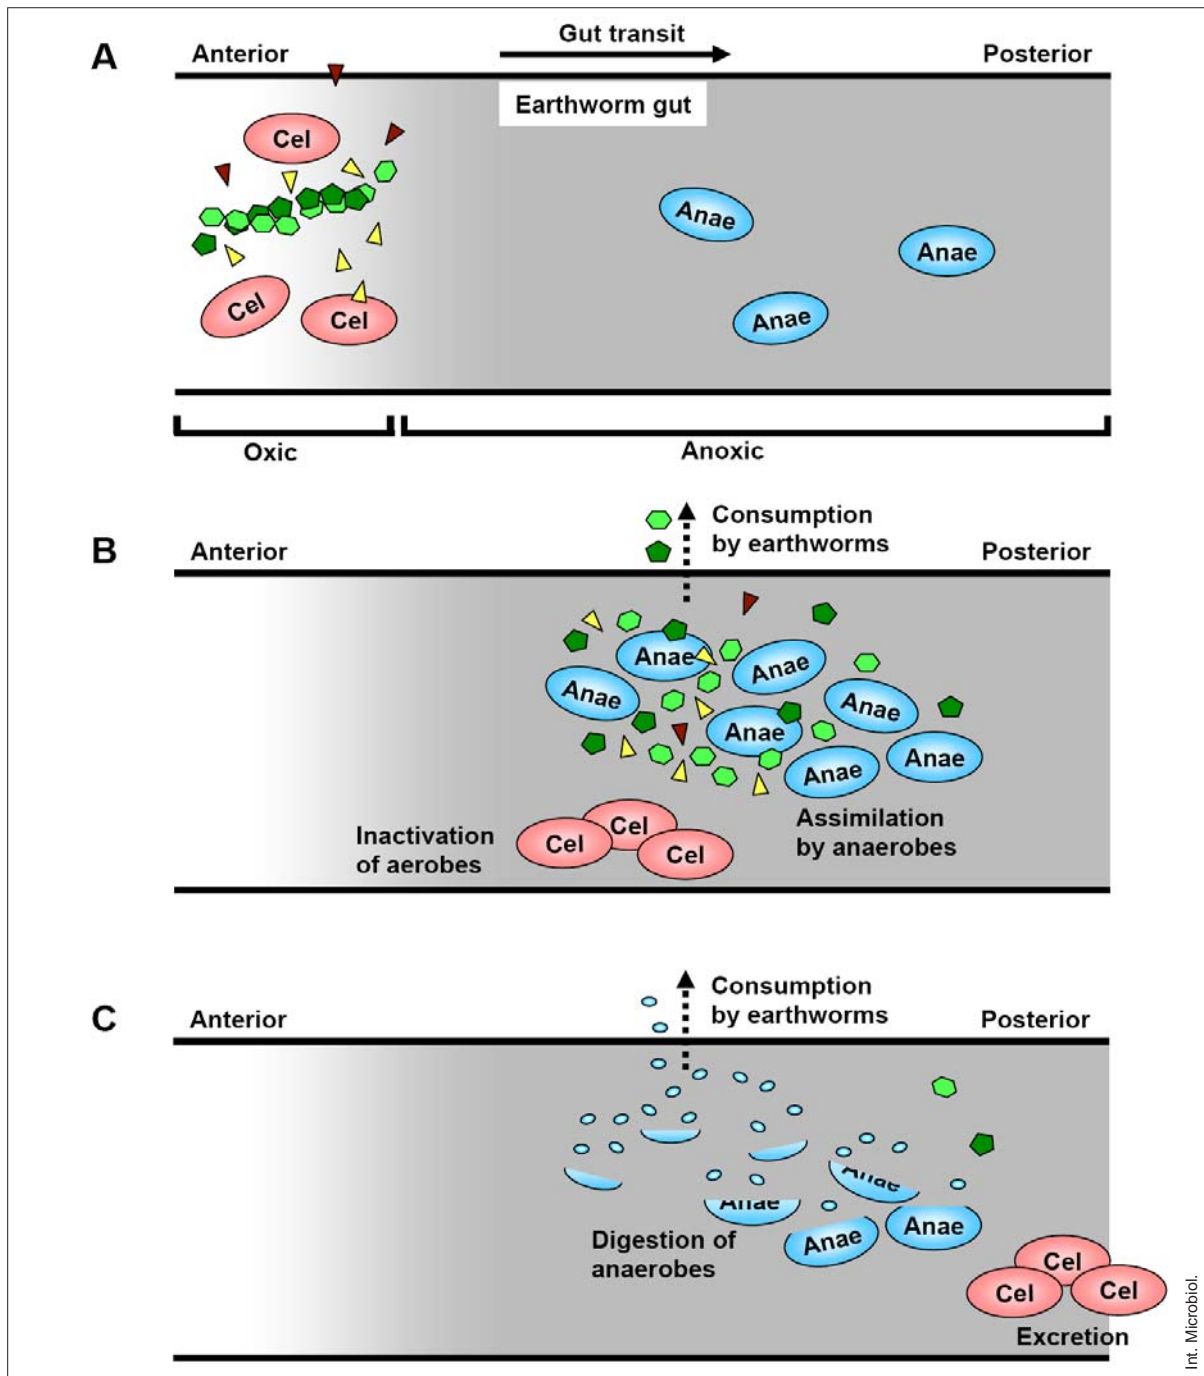 A
Anterior
Gut transit
Posterior
Earthworm gut
Cel
Cel
Cel
Anae
Anae
Anae
Oxic
Anoxic
B
Anterior
Consumption
by earthworms
Posterior
Anae
Anae
Anae
Anae
Anae
Anae
Anae
Inactivation
of aerobes
Cel
Cel
Cel
Assimilation
by anaerobes
C
Anterior
Consumption
by earthworms
Posterior
Anae
Anae
Anae
Anae
Digestion of
anaerobes
Cel
Cel
Cel
Excretion
Int. Microbiol.